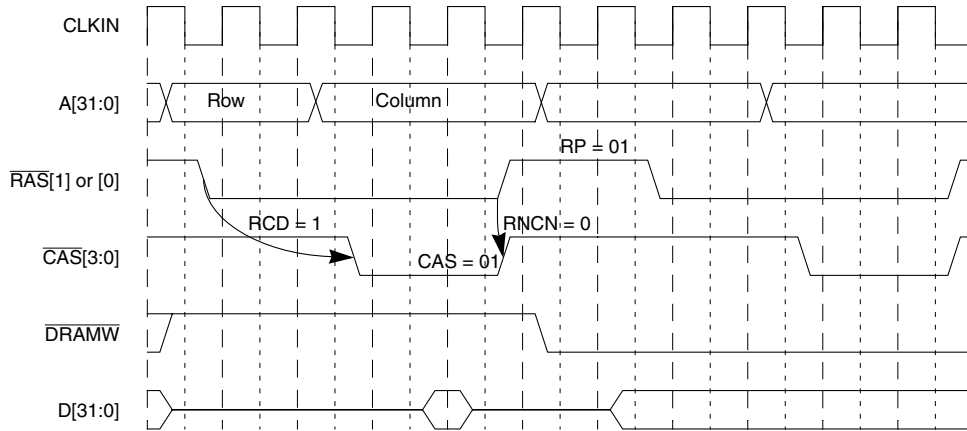 CLKIN
A[31:0] Row Column
RP = 01
RAS[1] or [0]
RCD = 1 RNCN = 0
CAS[3:0] CAS = 01
DRAMW
D[31:0]